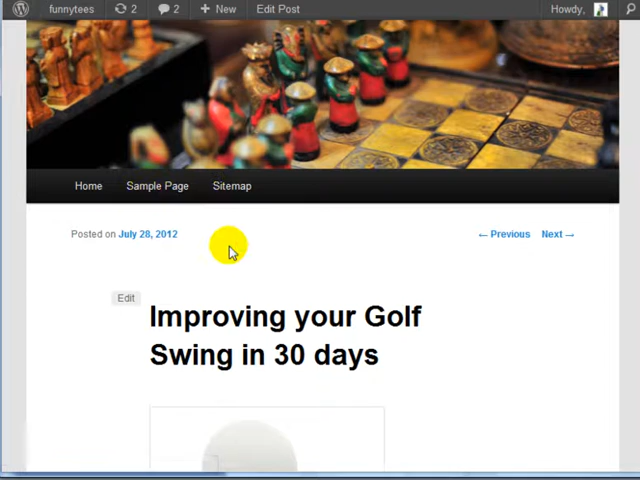 funnytees 2 2 New Edit Post Howdy,
Home Sample Page Sitemap
Posted on July 28, 2012 ← Previous Next →
Edit
Improving your Golf
Swing in 30 days